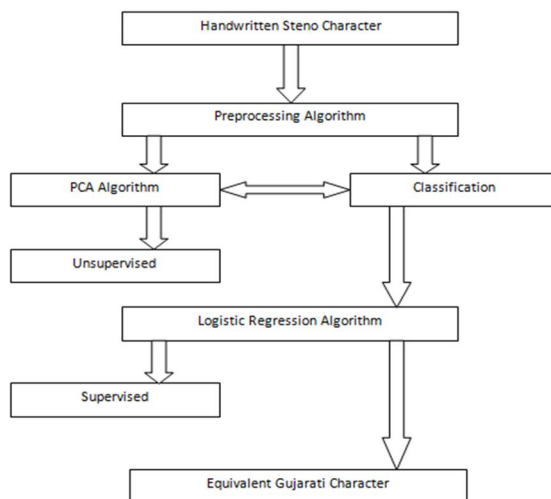 Handwritten Steno Character
Preprocessing Algorithm
PCA Algorithm
Classification
Unsupervised
Logistic Regression Algorithm
Supervised
Equivalent Gujarati Character